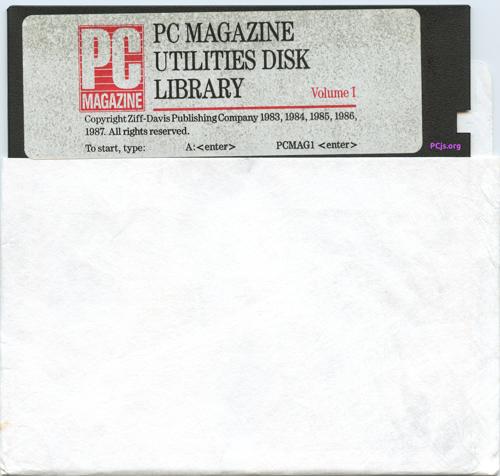 PC
MAGAZINE
PC MAGAZINE
UTILITIES DISK
LIBRARY
Volume 1
Copyright Ziff-Davis Publishing Company 1983, 1984, 1985, 1986,
1987. All rights reserved.
To start, type: A:<enter> PCMAG1 <enter>
PCjs.org